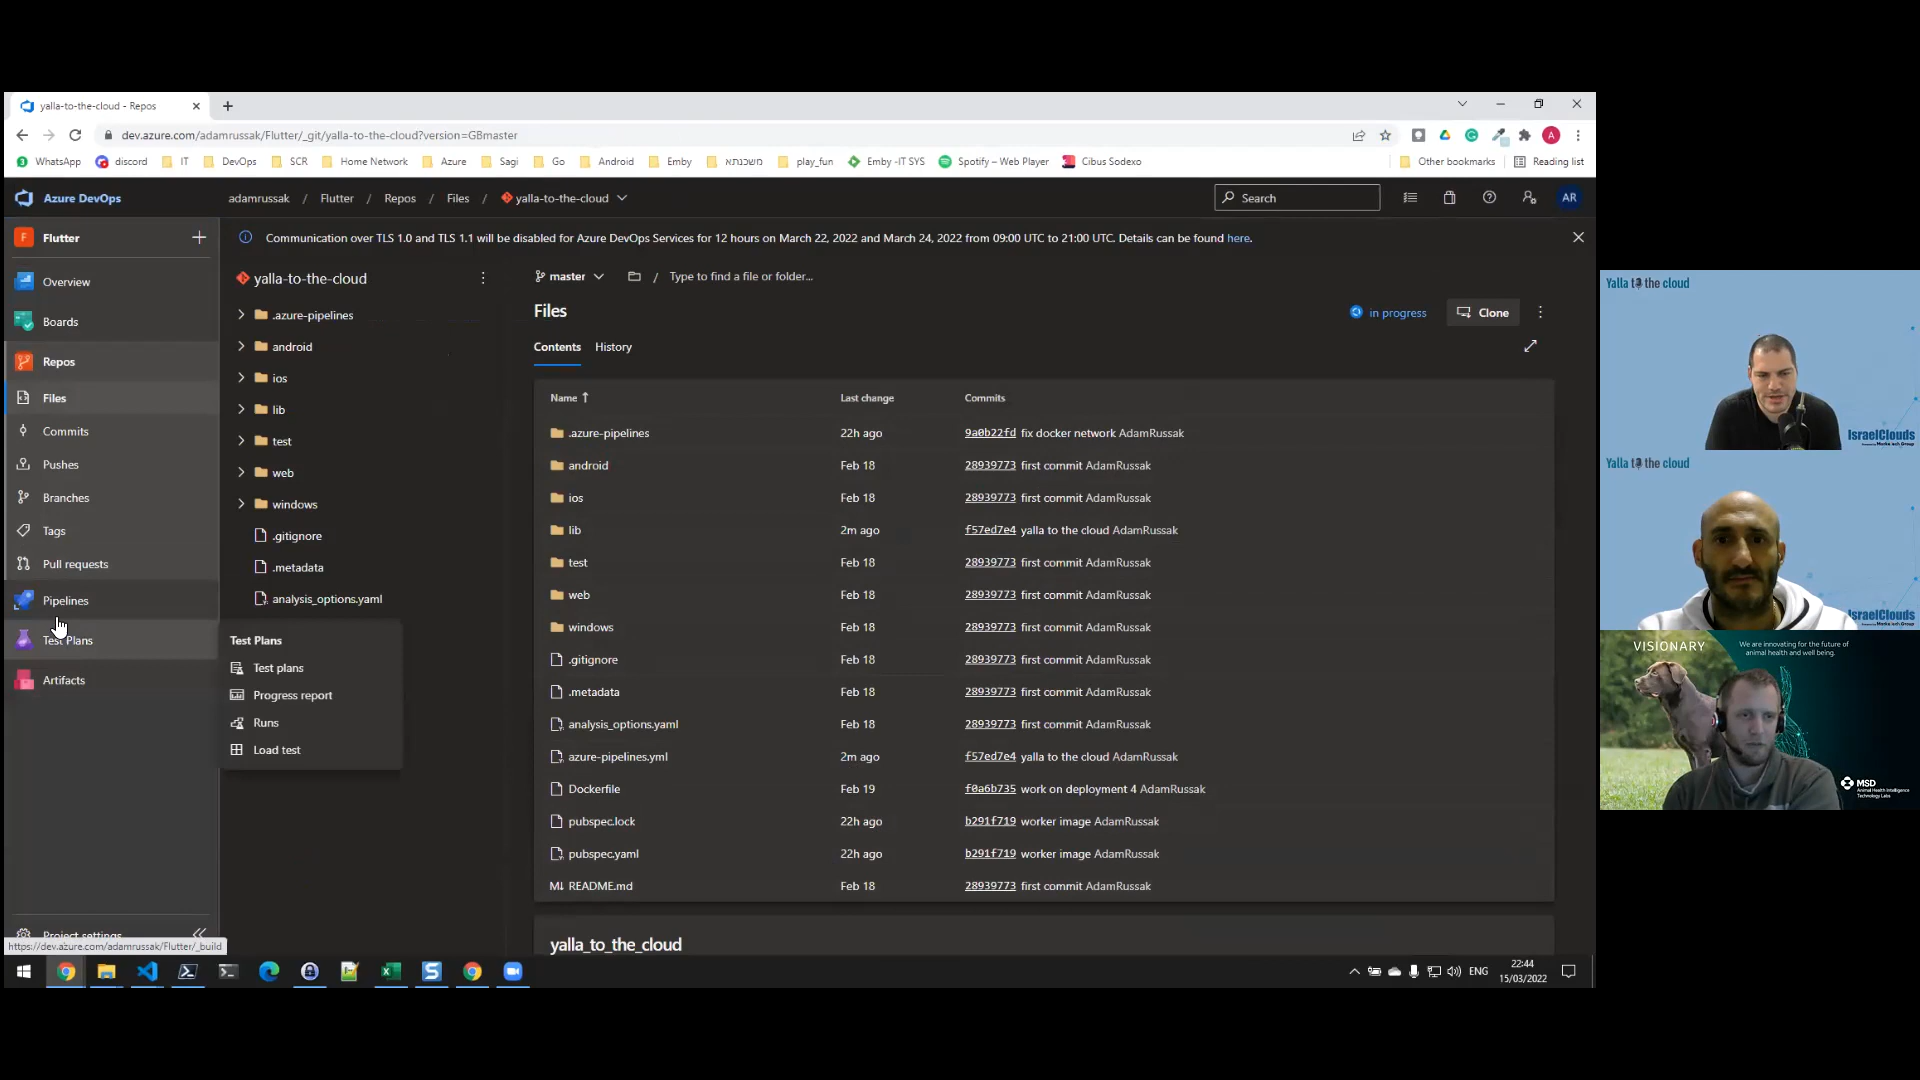 yalla-to-the-cloud - Repos
dev.azure.com/adamrussak/Flutter/_git/yalla-to-the-cloud?version=GBmaster
A
WhatsApp discord IT DevOps SCR Home Network Azure Sagi Go Android Emby משכנתא play_fun Emby -IT SYS Spotify – Web Player Cibus Sodexo Other bookmarks Reading list
Azure DevOps adamrussak / Flutter / Repos / Files / yalla-to-the-cloud Search AR
F Flutter
Communication over TLS 1.0 and TLS 1.1 will be disabled for Azure DevOps Services for 12 hours on March 22, 2022 and March 24, 2022 from 09:00 UTC to 21:00 UTC. Details can be found here.
Overview
Boards
Repos
Files
Commits
Pushes
Branches
Tags
Pull requests
Pipelines
Test Plans
Artifacts
Project settings
https://dev.azure.com/adamrussak/Flutter/_build
yalla-to-the-cloud
.azure-pipelines
android
ios
lib
test
web
windows
.gitignore
.metadata
analysis_options.yaml
Test Plans
Test plans
Progress report
Runs
Load test
master / Type to find a file or folder...
Files in progress Clone
Contents History
Name Last change Commits
.azure-pipelines 22h ago 9a0b22fd fix docker network AdamRussak
android Feb 18 28939773 first commit AdamRussak
ios Feb 18 28939773 first commit AdamRussak
lib 2m ago f57ed7e4 yalla to the cloud AdamRussak
test Feb 18 28939773 first commit AdamRussak
web Feb 18 28939773 first commit AdamRussak
windows Feb 18 28939773 first commit AdamRussak
.gitignore Feb 18 28939773 first commit AdamRussak
.metadata Feb 18 28939773 first commit AdamRussak
analysis_options.yaml Feb 18 28939773 first commit AdamRussak
azure-pipelines.yml 2m ago f57ed7e4 yalla to the cloud AdamRussak
Dockerfile Feb 19 f0a6b735 work on deployment 4 AdamRussak
pubspec.lock 22h ago b291f719 worker image AdamRussak
pubspec.yaml 22h ago b291f719 worker image AdamRussak
README.md Feb 18 28939773 first commit AdamRussak
yalla_to_the_cloud
ENG
22:44
15/03/2022
Yalla to the cloud
IsraelClouds
Yalla to the cloud
IsraelClouds
VISIONARY
We are innovating for the future of
animal health and well being.
MSD
Animal Health Intelligence
Technology Labs